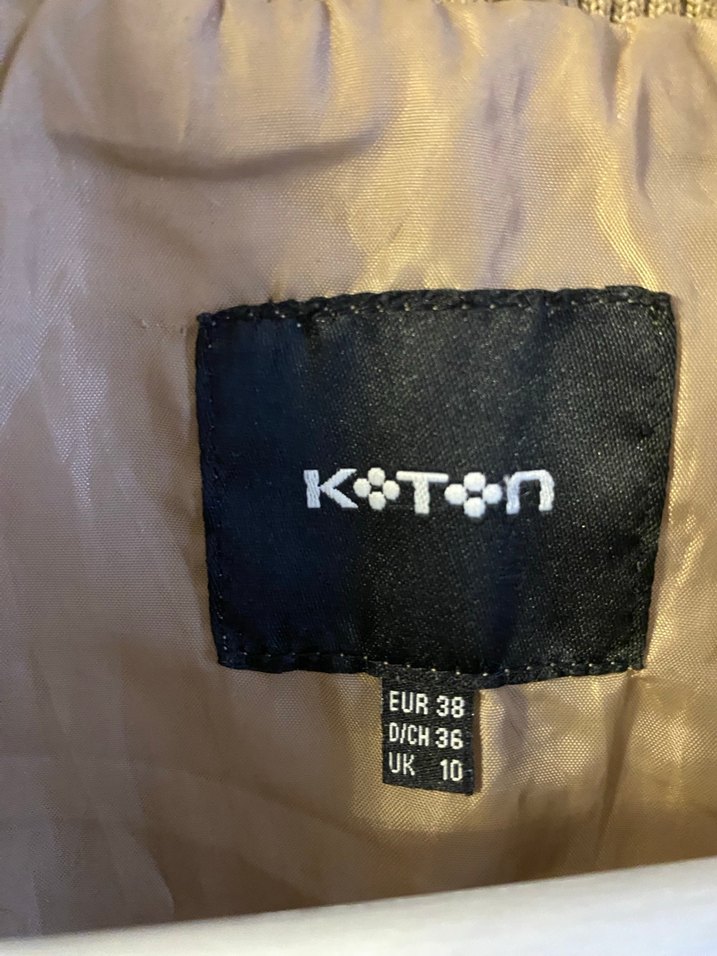 KOTON
EUR 38
D/CH 36
UK 10